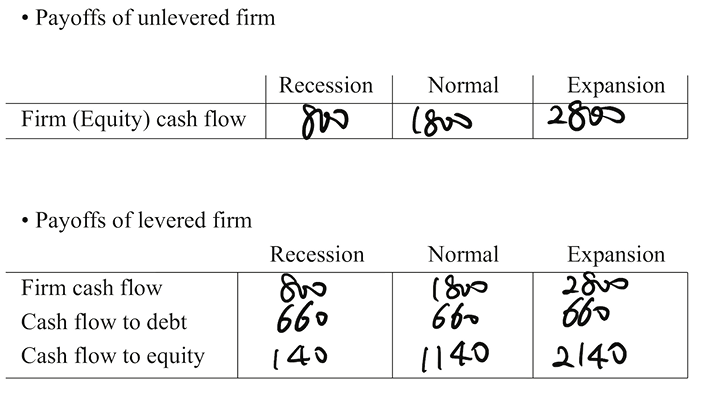 • Payoffs of unlevered firm
Recession Normal Expansion
Firm (Equity) cash flow 800 1800 2800
• Payoffs of levered firm
Recession Normal Expansion
Firm cash flow 800 1800 2800
Cash flow to debt 660 660 660
Cash flow to equity 140 1140 2140